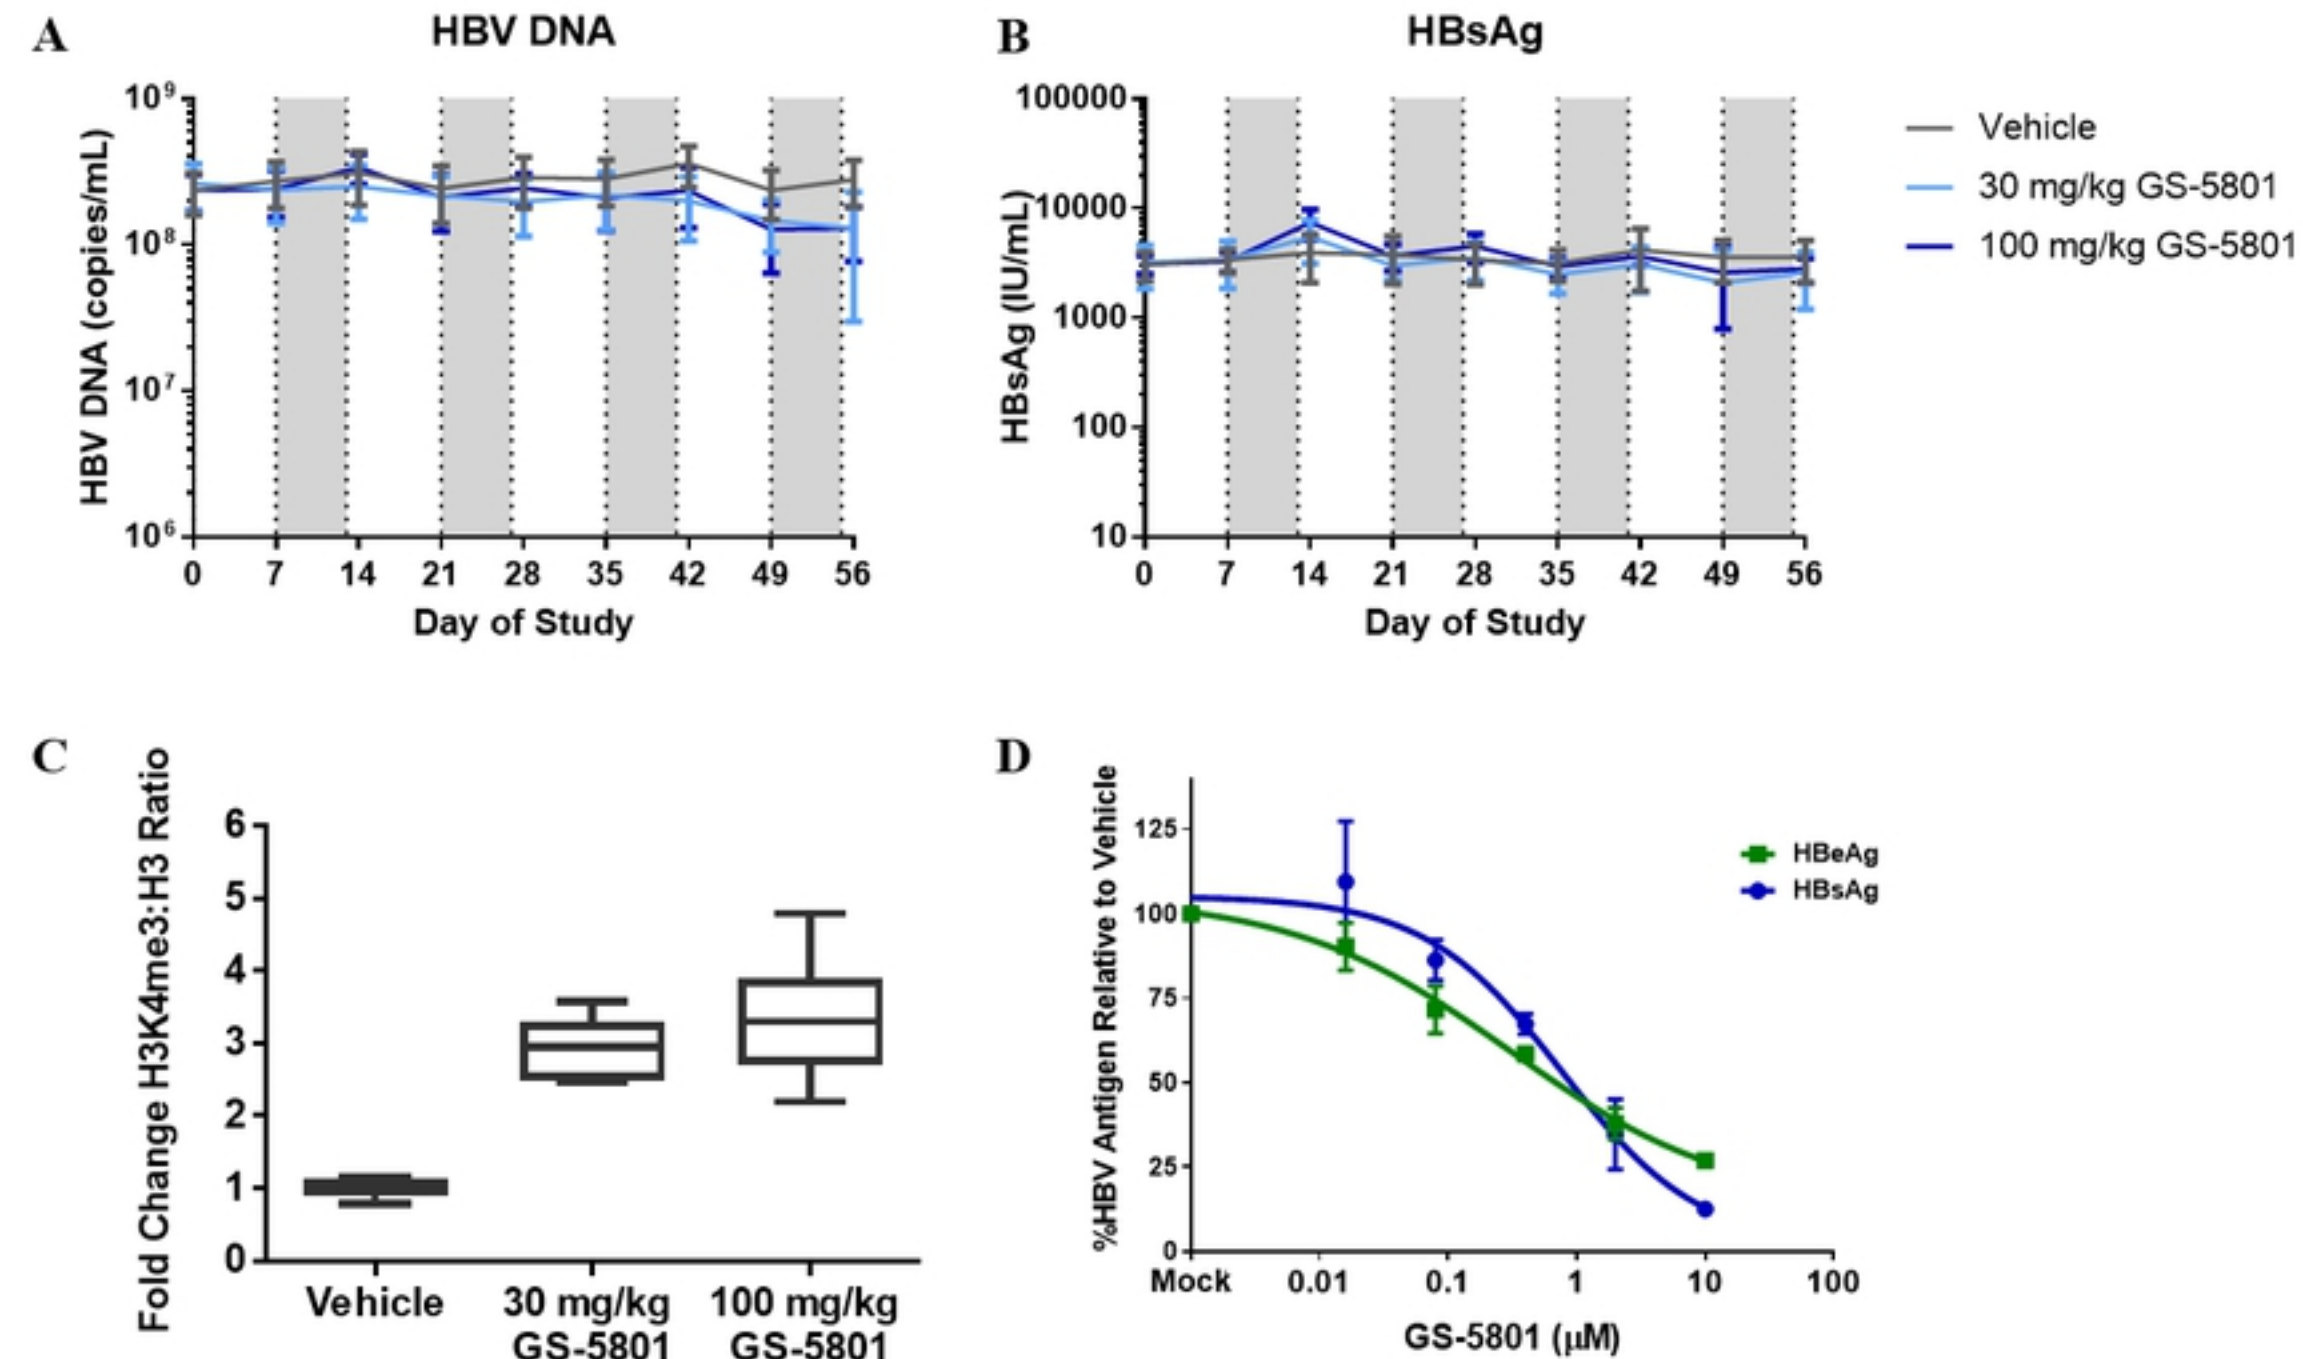 A
HBV DNA
HBV DNA (copies/mL)
10⁹
10⁸
10⁷
10⁶
0 7 14 21 28 35 42 49 56
Day of Study
B
HBsAg
HBsAg (IU/mL)
100000
10000
1000
100
10
0 7 14 21 28 35 42 49 56
Day of Study
Vehicle
30 mg/kg GS-5801
100 mg/kg GS-5801
C
Fold Change H3K4me3:H3 Ratio
6
5
4
3
2
1
0
Vehicle
30 mg/kg
GS-5801
100 mg/kg
GS-5801
D
%HBV Antigen Relative to Vehicle
125
100
75
50
25
0
Mock 0.01 0.1 1 10 100
GS-5801 (µM)
HBeAg
HBsAg